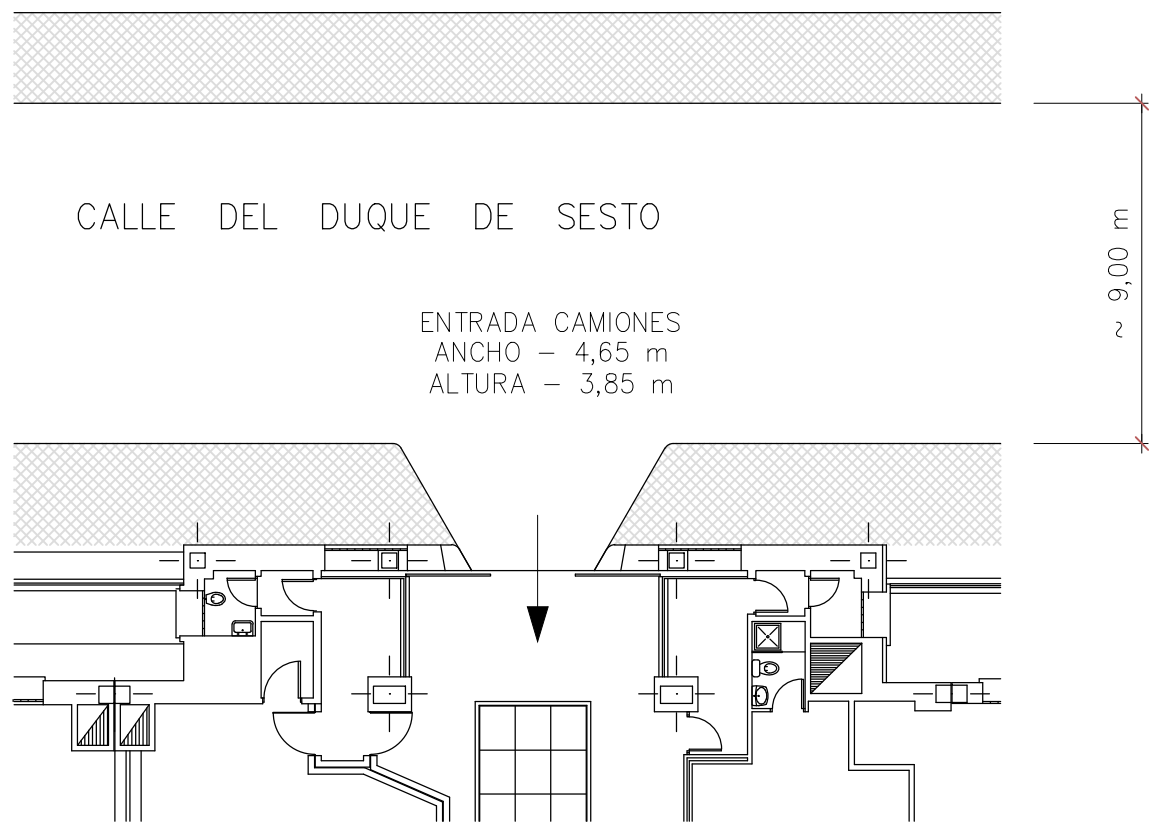 CALLE DEL DUQUE DE SESTO
ENTRADA CAMIONES
ANCHO – 4,65 m
ALTURA – 3,85 m
~ 9,00 m